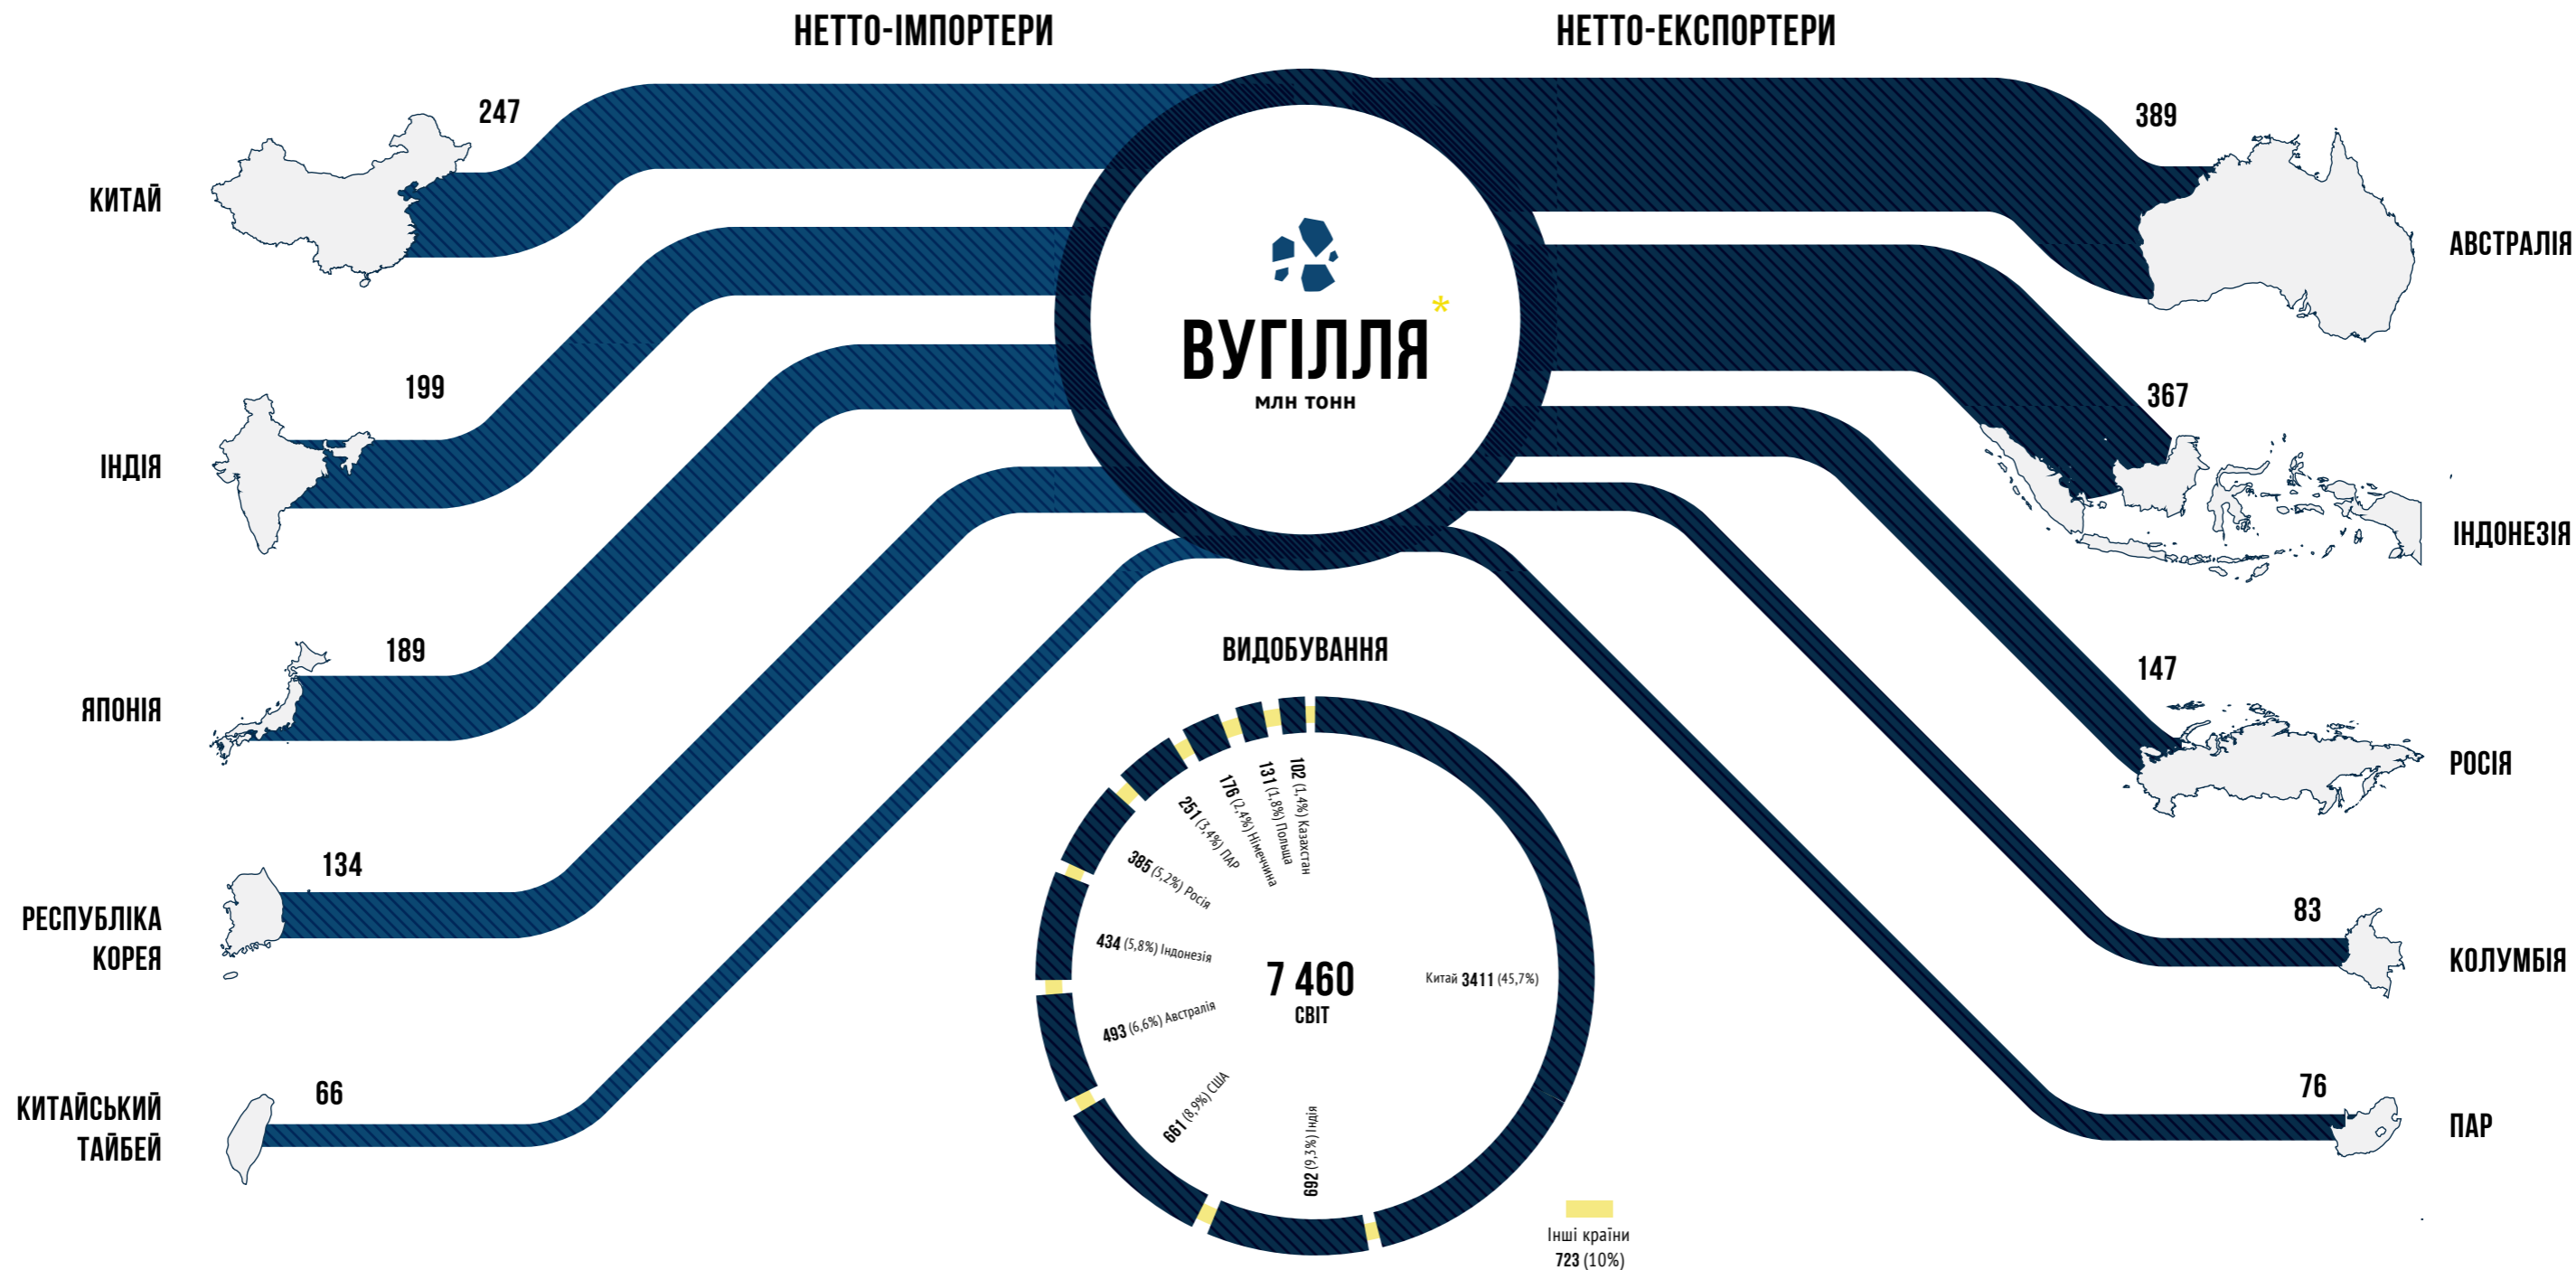 НЕТТО-ІМПОРТЕРИ
НЕТТО-ЕКСПОРТЕРИ
247
КИТАЙ
199
ІНДІЯ
189
ЯПОНІЯ
134
РЕСПУБЛІКА
КОРЕЯ
66
КИТАЙСЬКИЙ
ТАЙБЕЙ
ВУГІЛЛЯ*
млн тонн
389
АВСТРАЛІЯ
367
ІНДОНЕЗІЯ
147
РОСІЯ
83
КОЛУМБІЯ
76
ПАР
ВИДОБУВАННЯ
102 (1,4%) Казахстан
131 (1,8%) Польща
176 (2,4%) Німеччина
251 (3,4%) ПАР
385 (5,2%) Росія
434 (5,8%) Індонезія
493 (6,6%) Австралія
661 (8,9%) США
692 (9,3%) Індія
Китай 3411 (45,7%)
7 460
СВІТ
Інші країни
723 (10%)